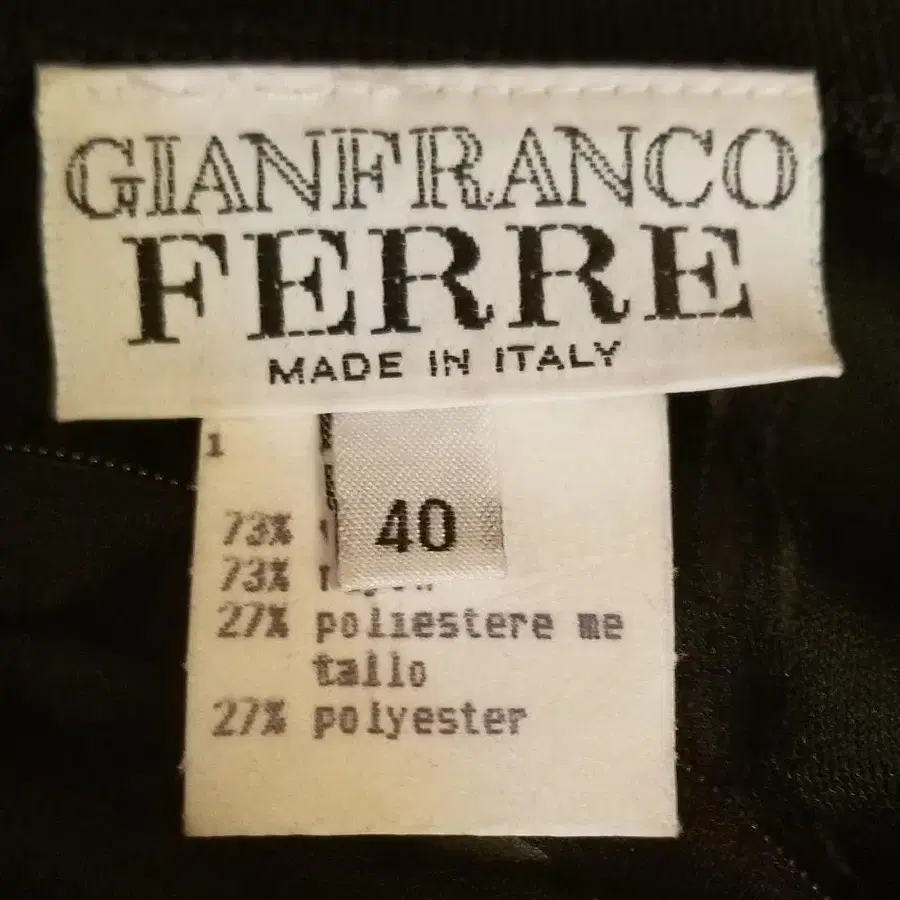 GIANFRANCO
FERRE
MADE IN ITALY
1
40
73%
73%
27% poliestere me
tallo
27% polyester